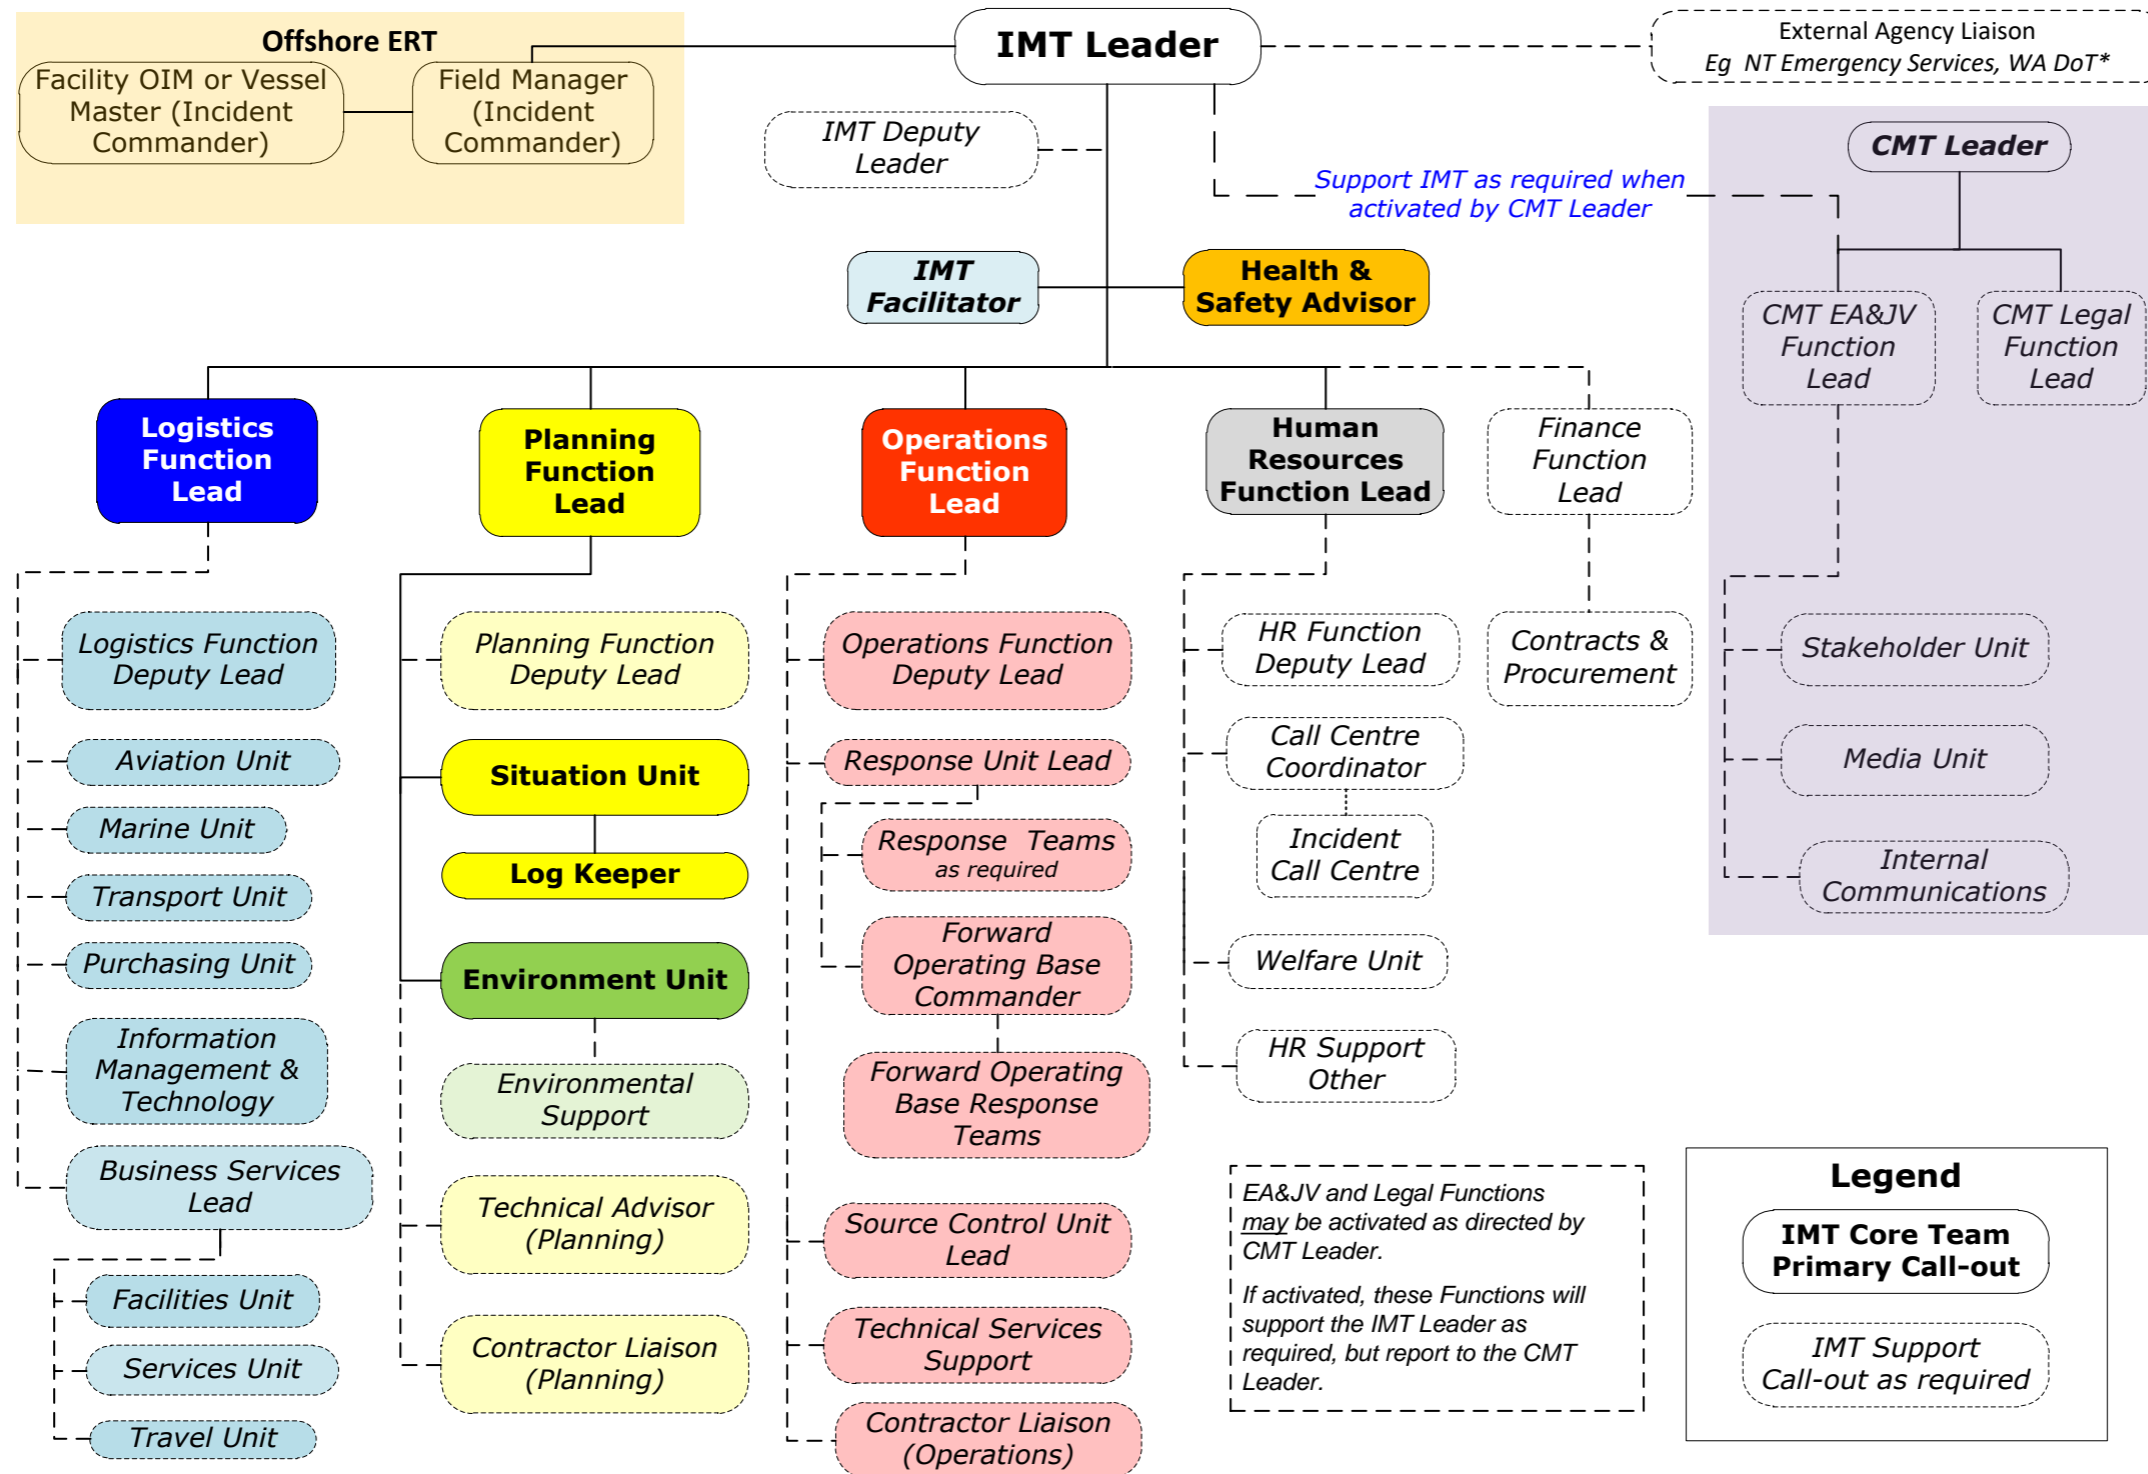 Offshore ERT
Facility OIM or Vessel
Master (Incident
Commander)
Field Manager
(Incident
Commander)
IMT Leader
External Agency Liaison
Eg NT Emergency Services, WA DoT*
IMT Deputy
Leader
Support IMT as required when
activated by CMT Leader
CMT Leader
IMT
Facilitator
Health &
Safety Advisor
CMT EA&JV
Function
Lead
CMT Legal
Function
Lead
Logistics
Function
Lead
Planning
Function
Lead
Operations
Function
Lead
Human
Resources
Function Lead
Finance
Function
Lead
Logistics Function
Deputy Lead
Aviation Unit
Marine Unit
Transport Unit
Purchasing Unit
Information
Management &
Technology
Business Services
Lead
Facilities Unit
Services Unit
Travel Unit
Planning Function
Deputy Lead
Situation Unit
Log Keeper
Environment Unit
Environmental
Support
Technical Advisor
(Planning)
Contractor Liaison
(Planning)
Operations Function
Deputy Lead
Response Unit Lead
Response Teams
as required
Forward
Operating Base
Commander
Forward Operating
Base Response
Teams
Source Control Unit
Lead
Technical Services
Support
Contractor Liaison
(Operations)
HR Function
Deputy Lead
Call Centre
Coordinator
Incident
Call Centre
Welfare Unit
HR Support
Other
Contracts &
Procurement
Stakeholder Unit
Media Unit
Internal
Communications
EA&JV and Legal Functions
may be activated as directed by
CMT Leader.
If activated, these Functions will
support the IMT Leader as
required, but report to the CMT
Leader.
Legend
IMT Core Team
Primary Call-out
IMT Support
Call-out as required